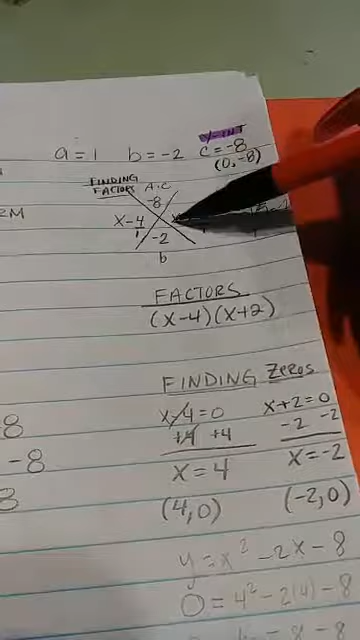 a = 1 b = -2
Y-INT
c = -8
(0, -8)
FINDING
FACTORS
A·C
-8
x-4
1
-2
b
FACTORS
(x-4)(x+2)
FINDING ZEROS
x-4=0 x+2=0
+4 +4 -2 -2
x = 4 x = -2
(4,0) (-2,0)
-8
-8
y = x² - 2x - 8
0 = 4² - 2(4) - 8